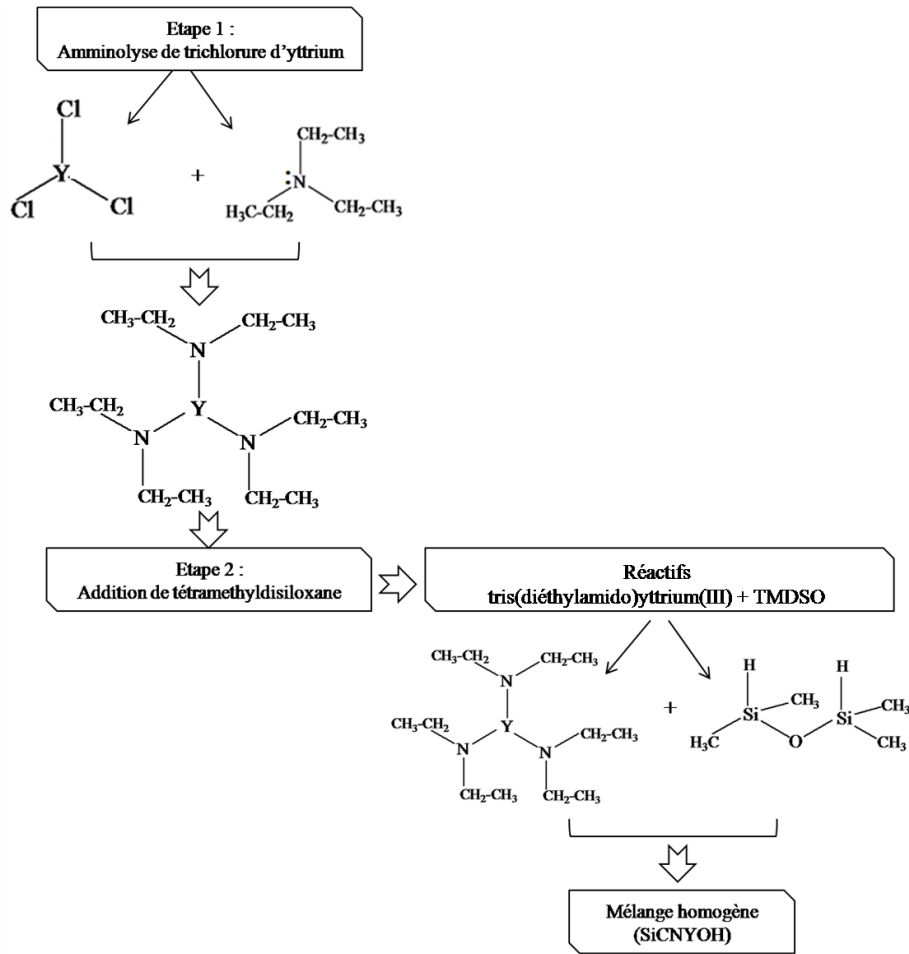 Etape 1 :
Amminolyse de trichlorure d'yttrium
Cl
Y
Cl
Cl
+
CH₂-CH₃
:N
H₃C-CH₂
CH₂-CH₃
CH₃-CH₂
CH₂-CH₃
N
CH₃-CH₂
Y
CH₂-CH₃
N
N
CH₂-CH₃
CH₂-CH₃
Etape 2 :
Addition de tétramethyldisiloxane
Réactifs
tris(diéthylamido)yttrium(III) + TMDSO
CH₃-CH₂
CH₂-CH₃
N
CH₃-CH₂
Y
CH₂-CH₃
N
N
CH₂-CH₃
CH₂-CH₃
+
H
H
Si
CH₃
Si
CH₃
H₃C
O
CH₃
Mélange homogène
(SiCNYOH)